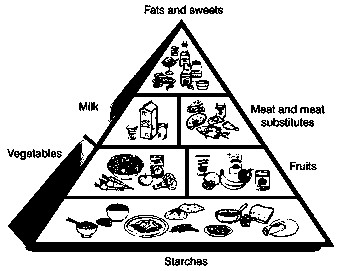 Fats and sweets
Milk
Meat and meat
substitutes
Vegetables
Fruits
Starches